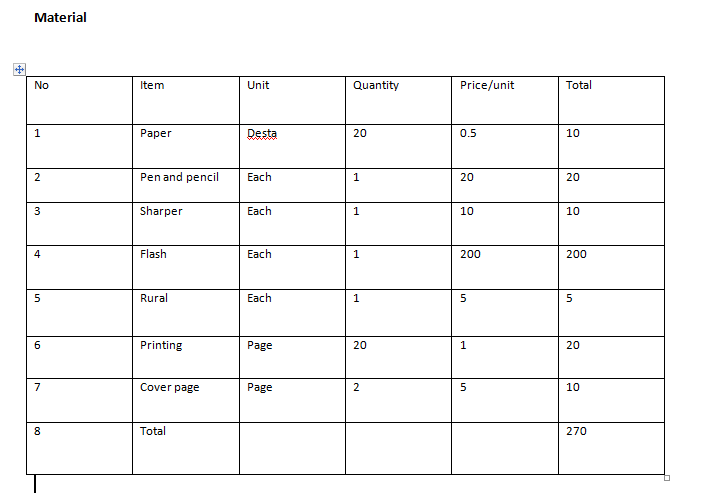 Material
No Item Unit Quantity Price/unit Total
1 Paper Desta 20 0.5 10
2 Pen and pencil Each 1 20 20
3 Sharper Each 1 10 10
4 Flash Each 1 200 200
5 Rural Each 1 5 5
6 Printing Page 20 1 20
7 Cover page Page 2 5 10
8 Total 270